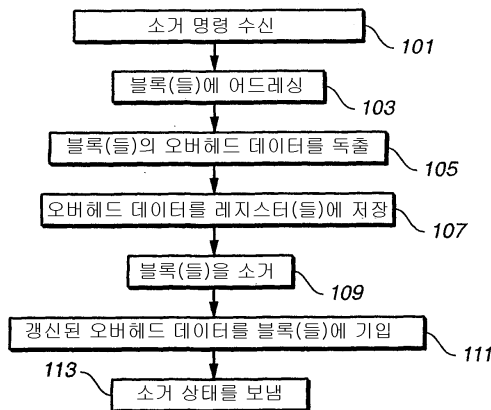 소거 명령 수신
101
블록(들)에 어드레싱
103
블록(들)의 오버헤드 데이터를 독출
105
오버헤드 데이터를 레지스터(들)에 저장
107
블록(들)을 소거
109
갱신된 오버헤드 데이터를 블록(들)에 기입
111
113
소거 상태를 보냄